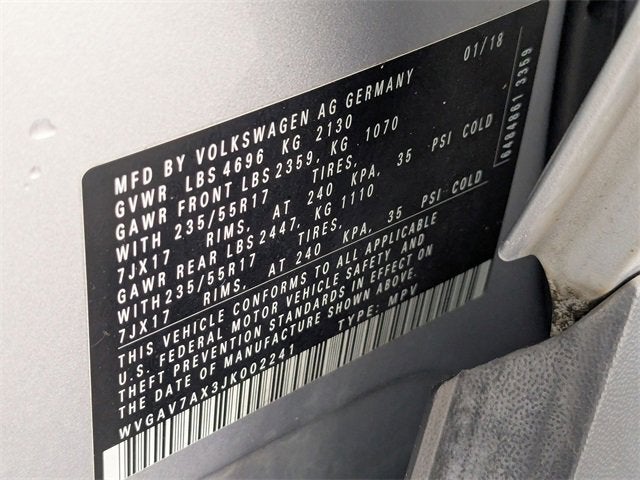 01/18
MFD BY VOLKSWAGEN AG GERMANY
GVWR LBS 4696 KG 2130
GAWR FRONT LBS 2359, KG 1070
WITH 235/55R17 TIRES,
7JX17 RIMS, AT 240 KPA, 35 PSI COLD
GAWR REAR LBS 2447, KG 1110
WITH 235/55R17 TIRES,
7JX17 RIMS, AT 240 KPA, 35 PSI COLD
THIS VEHICLE CONFORMS TO ALL APPLICABLE
U.S. FEDERAL MOTOR VEHICLE SAFETY AND
THEFT PREVENTION STANDARDS IN EFFECT ON
THE DATE OF MANUFACTURE SHOWN ABOVE.
WVGAV7AX3JK002241 TYPE: MPV